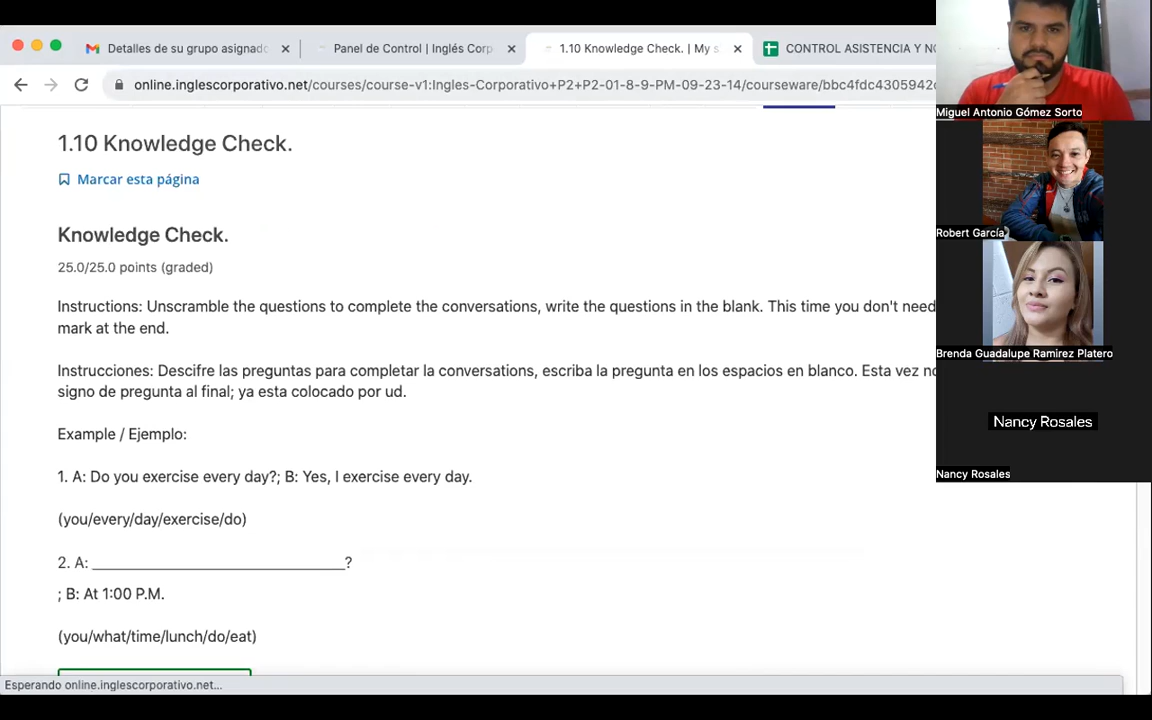 Detalles de su grupo asignado
Panel de Control | Inglés Corp
1.10 Knowledge Check. | My s
CONTROL ASISTENCIA Y NO
online.inglescorporativo.net/courses/course-v1:Ingles-Corporativo+P2+P2-01-8-9-PM-09-23-14/courseware/bbc4fdc4305942
1.10 Knowledge Check.
Marcar esta página
Knowledge Check.
25.0/25.0 points (graded)
Instructions: Unscramble the questions to complete the conversations, write the questions in the blank. This time you don't need
mark at the end.
Instrucciones: Descifre las preguntas para completar la conversations, escriba la pregunta en los espacios en blanco. Esta vez no
signo de pregunta al final; ya esta colocado por ud.
Example / Ejemplo:
1. A: Do you exercise every day?; B: Yes, I exercise every day.
(you/every/day/exercise/do)
2. A: ______________________________?
; B: At 1:00 P.M.
(you/what/time/lunch/do/eat)
Esperando online.inglescorporativo.net...
Miguel Antonio Gómez Sorto
Robert García
Brenda Guadalupe Ramirez Platero
Nancy Rosales
Nancy Rosales